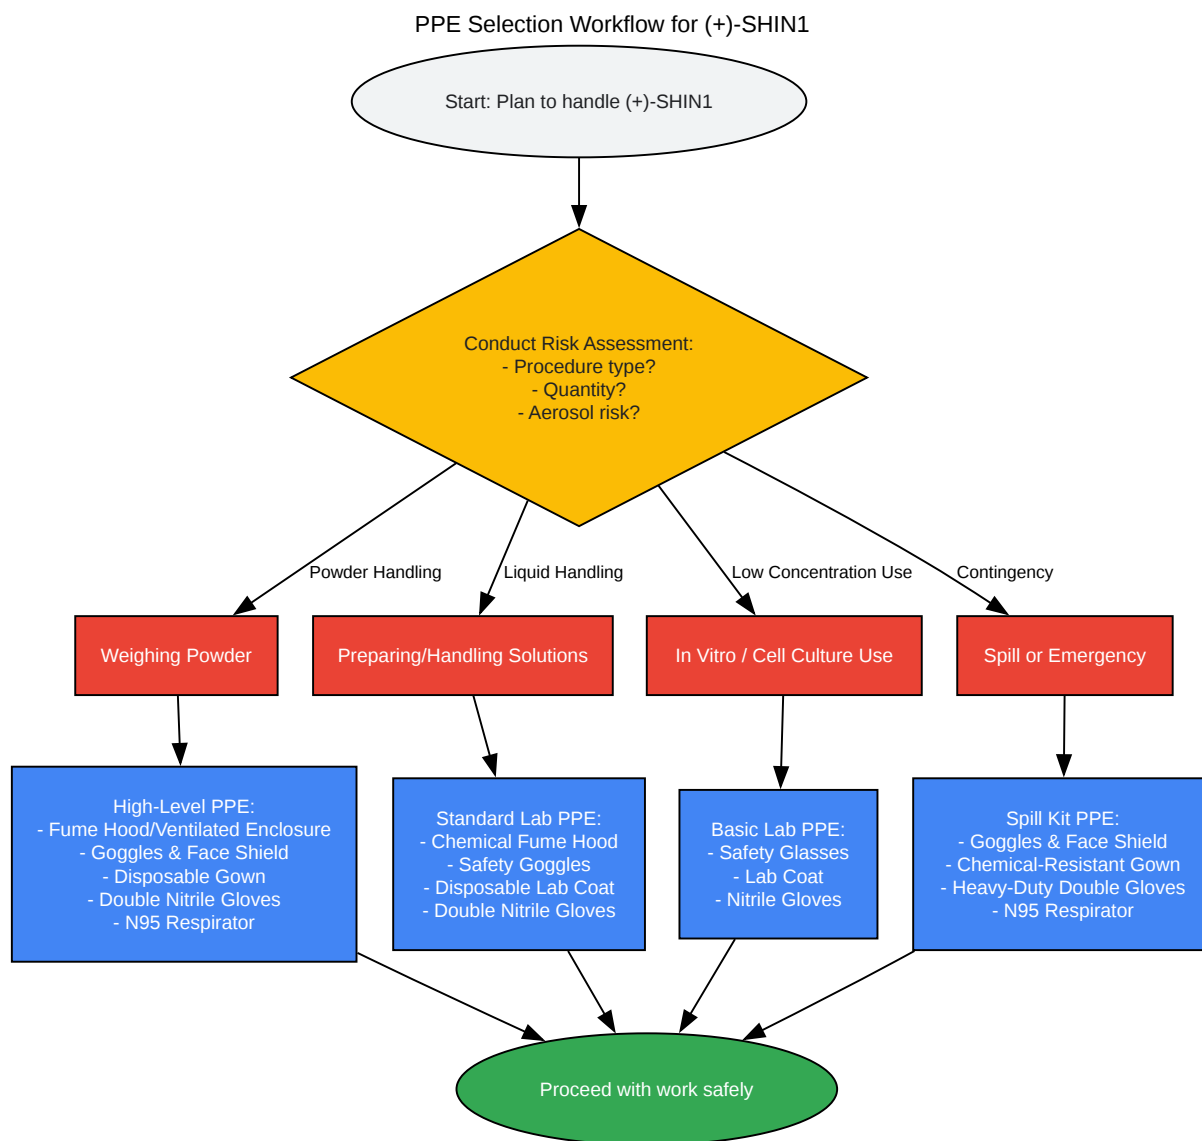 PPE Selection Workflow for (+)-SHIN1
Start: Plan to handle (+)-SHIN1
Conduct Risk Assessment:
- Procedure type?
- Quantity?
- Aerosol risk?
Powder Handling
Liquid Handling
Low Concentration Use
Contingency
Weighing Powder
Preparing/Handling Solutions
In Vitro / Cell Culture Use
Spill or Emergency
High-Level PPE:
- Fume Hood/Ventilated Enclosure
- Goggles & Face Shield
- Disposable Gown
- Double Nitrile Gloves
- N95 Respirator
Standard Lab PPE:
- Chemical Fume Hood
- Safety Goggles
- Disposable Lab Coat
- Double Nitrile Gloves
Basic Lab PPE:
- Safety Glasses
- Lab Coat
- Nitrile Gloves
Spill Kit PPE:
- Goggles & Face Shield
- Chemical-Resistant Gown
- Heavy-Duty Double Gloves
- N95 Respirator
Proceed with work safely